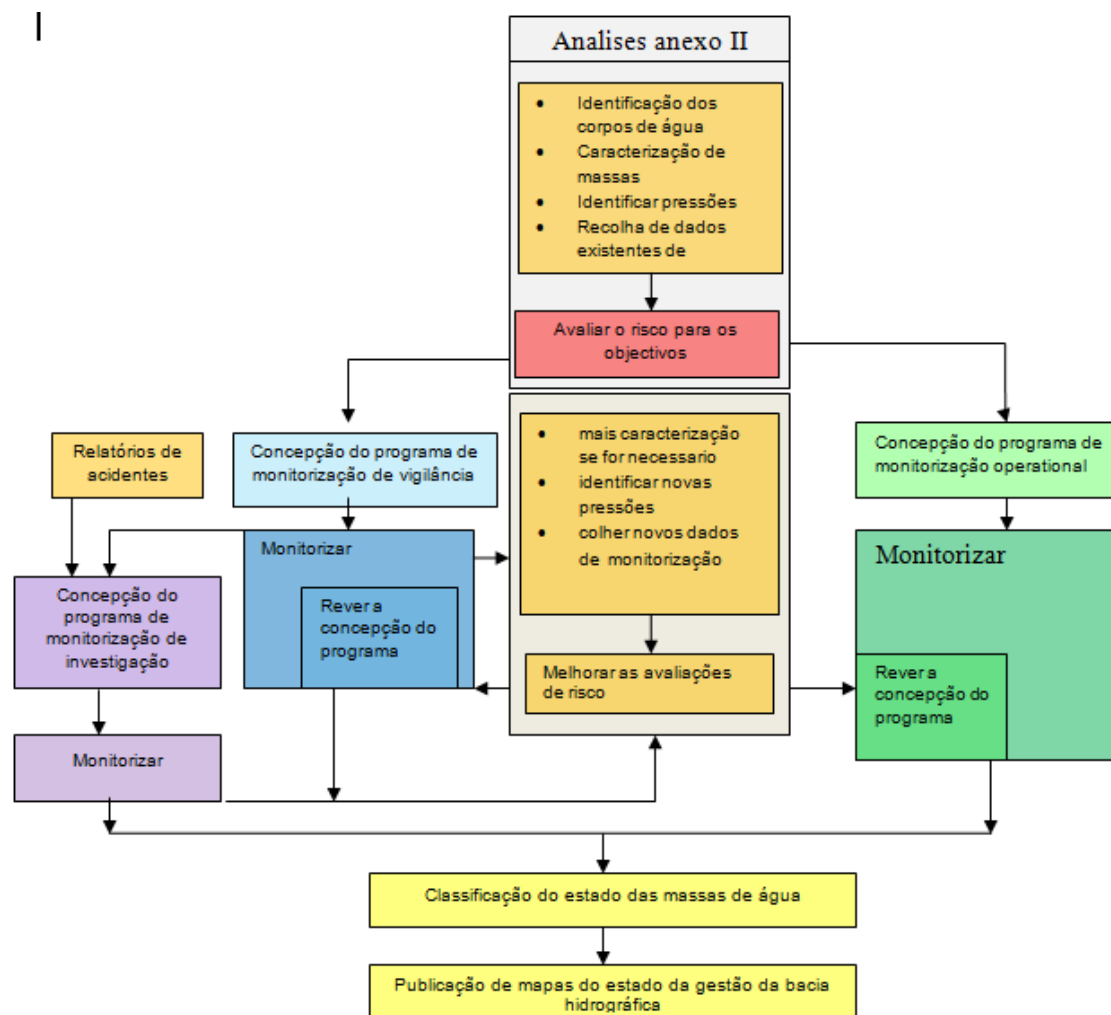 Analises anexo II
• Identificação dos
corpos de água
• Caracterização de
massas
• Identificar pressões
• Recolha de dados
existentes de
Avaliar o risco para os
objectivos
Relatórios de
acidentes
Concepção do programa de
monitorização de vigilância
• mais caracterização
se for necessario
• identificar novas
pressões
• colher novos dados
de monitorização
Concepção do programa de
monitorização operational
Monitorizar
Rever a
concepção do
programa
Monitorizar
Concepção do
programa de
monitorização de
investigação
Melhorar as avaliações
de risco
Rever a
concepção do
programa
Monitorizar
Classificação do estado das massas de água
Publicação de mapas do estado da gestão da bacia
hidrográfica